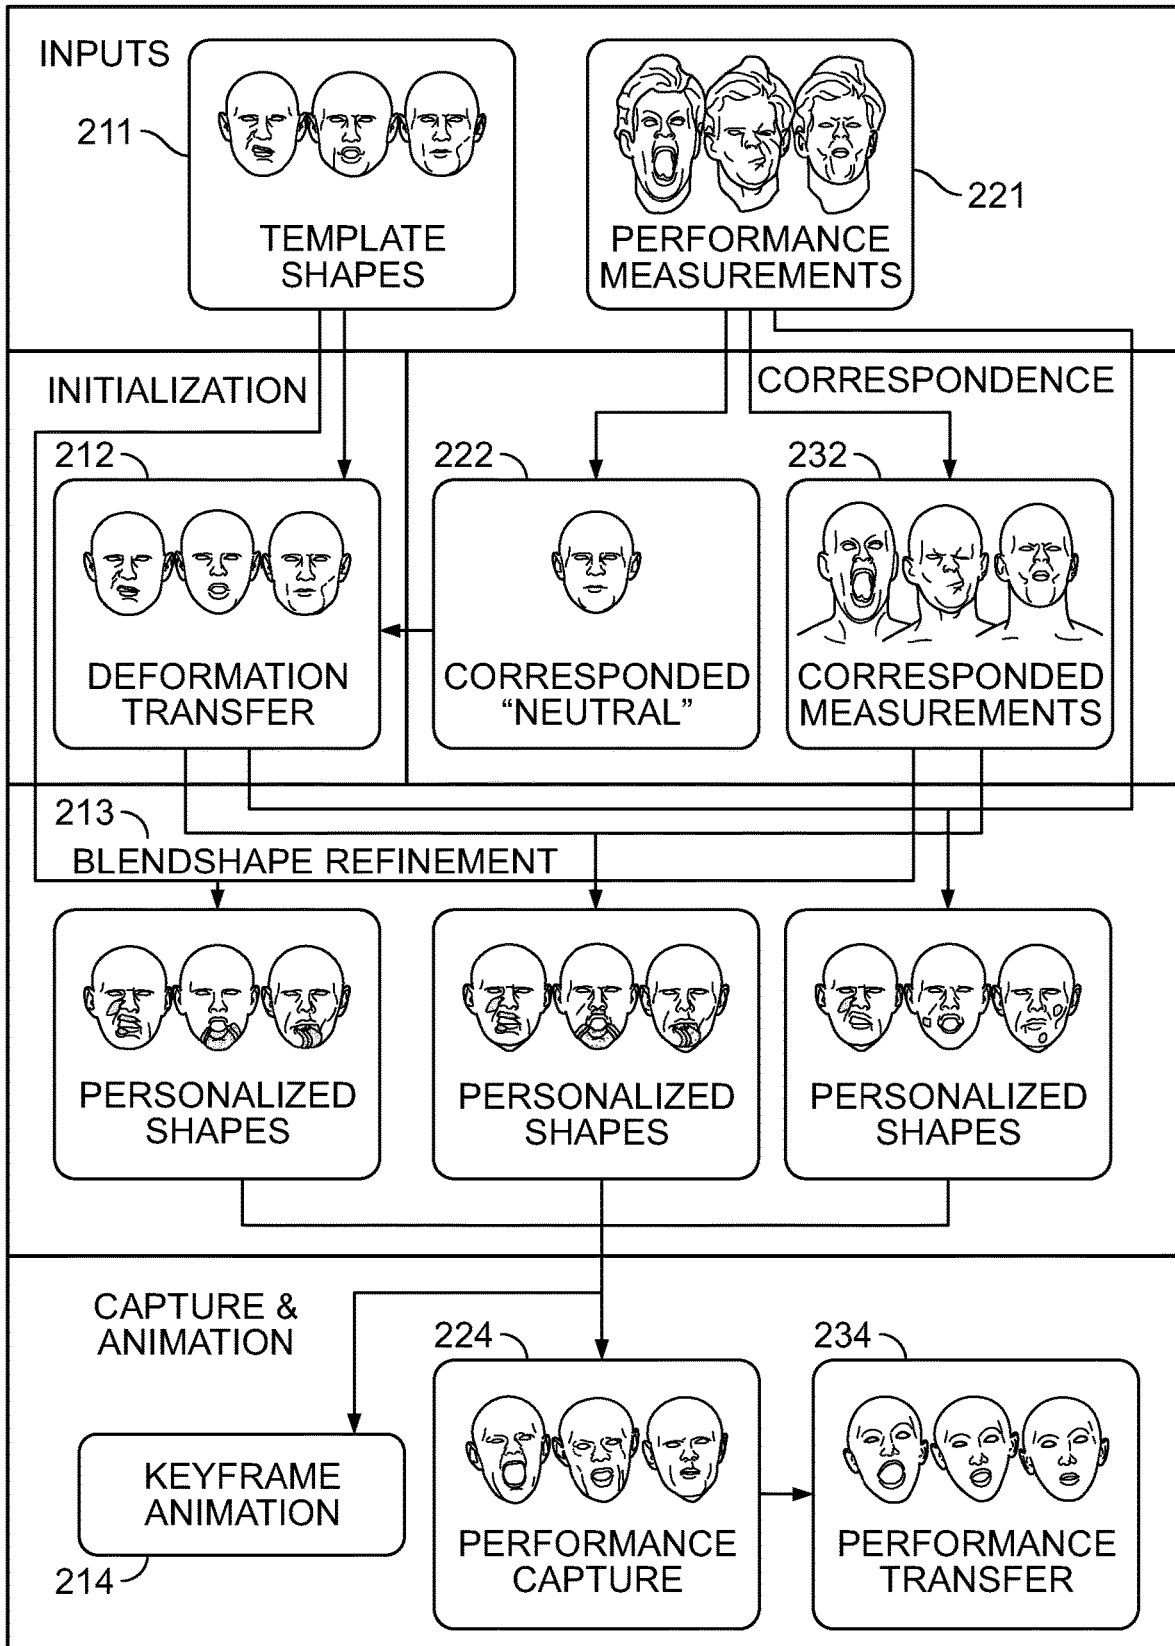 INPUTS
211
TEMPLATE
SHAPES
PERFORMANCE
MEASUREMENTS
221
INITIALIZATION
CORRESPONDENCE
212
DEFORMATION
TRANSFER
222
CORRESPONDED
“NEUTRAL”
232
CORRESPONDED
MEASUREMENTS
213
BLENDSHAPE REFINEMENT
PERSONALIZED
SHAPES
PERSONALIZED
SHAPES
PERSONALIZED
SHAPES
CAPTURE &
ANIMATION
KEYFRAME
ANIMATION
214
224
PERFORMANCE
CAPTURE
234
PERFORMANCE
TRANSFER